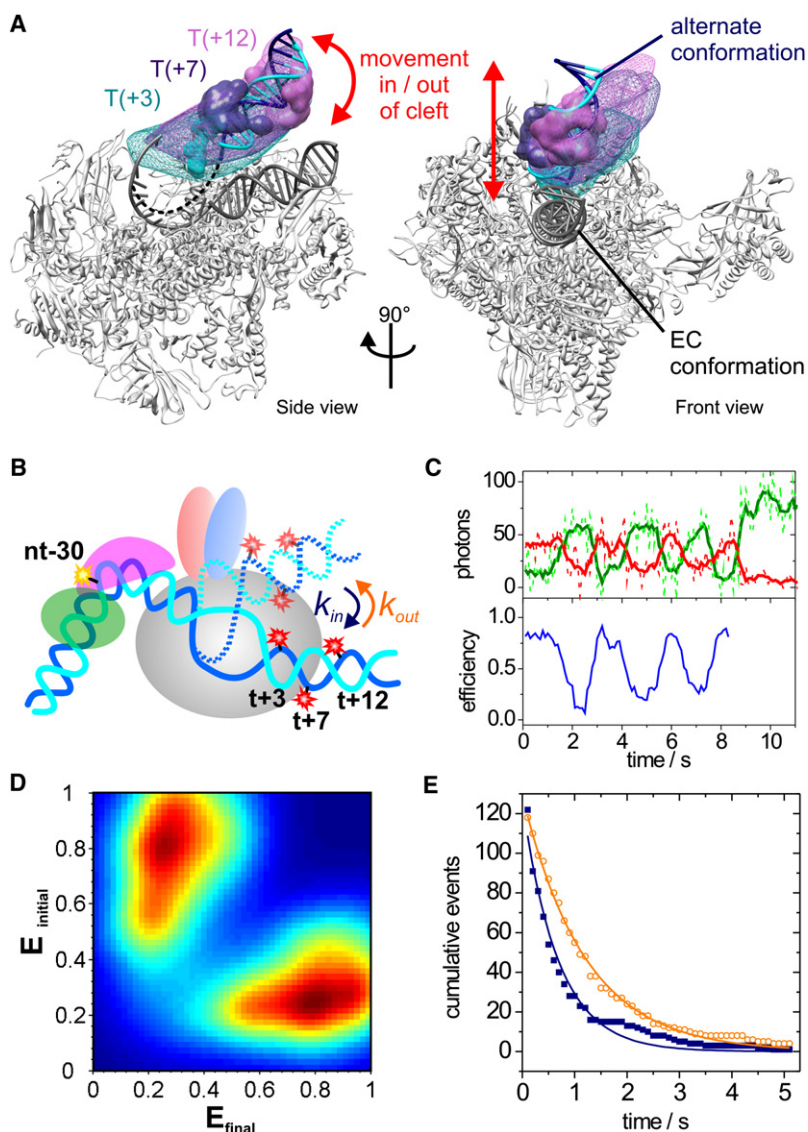 A
T(+12)
T(+7)
T(+3)
movement
in / out
of cleft
alternate
conformation
90°
EC
conformation
Side view
Front view
B
nt-30
k in
k out
t+3
t+7
t+12
C
photons
100
50
0
efficiency
1.0
0.5
0.0
0 2 4 6 8 10
time / s
D
E initial
1
0.8
0.6
0.4
0.2
0
0 0.2 0.4 0.6 0.8 1
E final
E
cumulative events
120
100
80
60
40
20
0
0 1 2 3 4 5
time / s